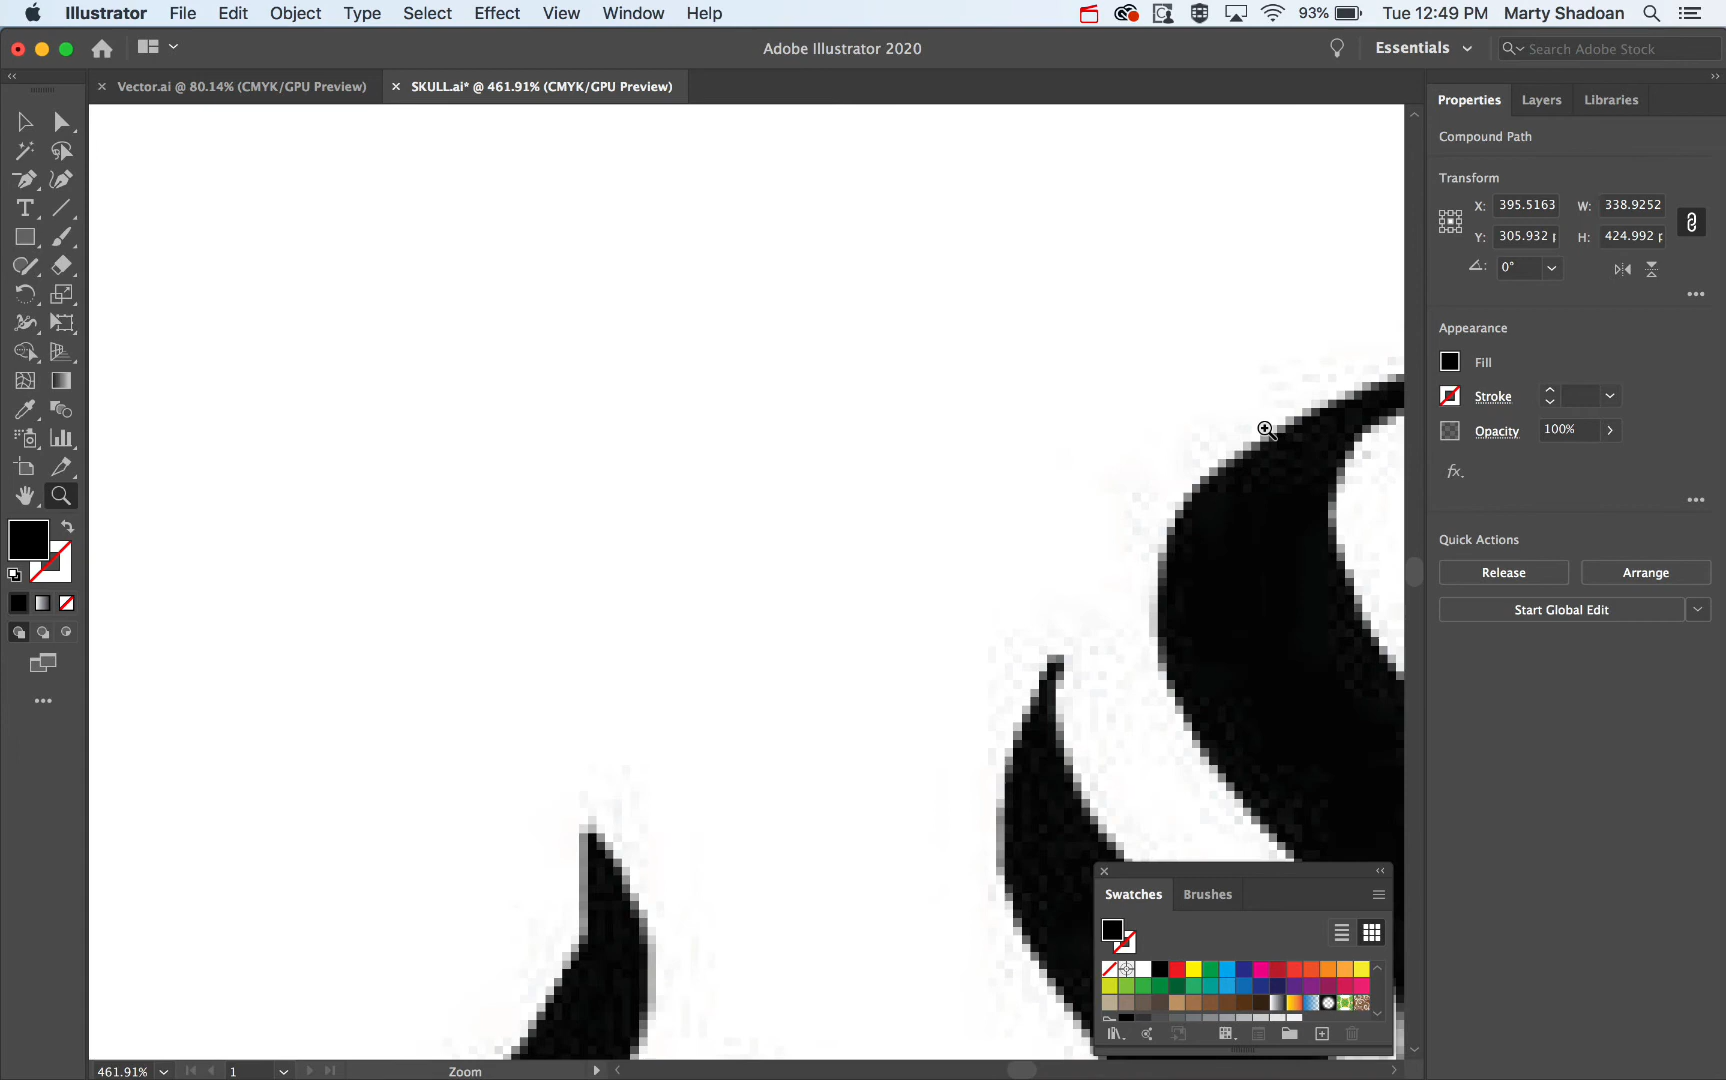 Illustrator File Edit Object Type Select Effect View Window Help
93% Tue 12:49 PM Marty Shadoan
Adobe Illustrator 2020
Essentials
Search Adobe Stock
Vector.ai @ 80.14% (CMYK/GPU Preview)
SKULL.ai* @ 461.91% (CMYK/GPU Preview)
Properties Layers Libraries
Compound Path
Transform
X: 395.5163 W: 338.9252
Y: 305.932 p H: 424.992 p
0°
Appearance
Fill
Stroke
Opacity 100%
fx.
Quick Actions
Release Arrange
Start Global Edit
Swatches Brushes
461.91% 1 Zoom